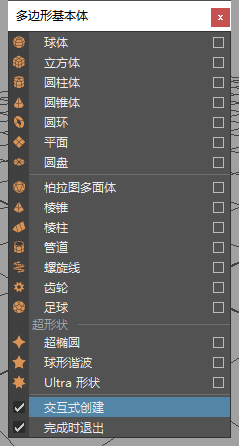 多边形基本体
球体
立方体
圆柱体
圆锥体
圆环
平面
圆盘
柏拉图多面体
棱锥
棱柱
管道
螺旋线
齿轮
足球
超形状
超椭圆
球形谐波
Ultra 形状
交互式创建
完成时退出